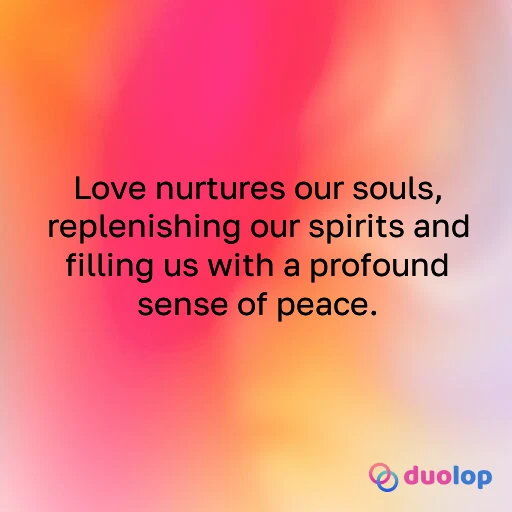 Love nurtures our souls,
replenishing our spirits and
filling us with a profound
sense of peace.
duolop